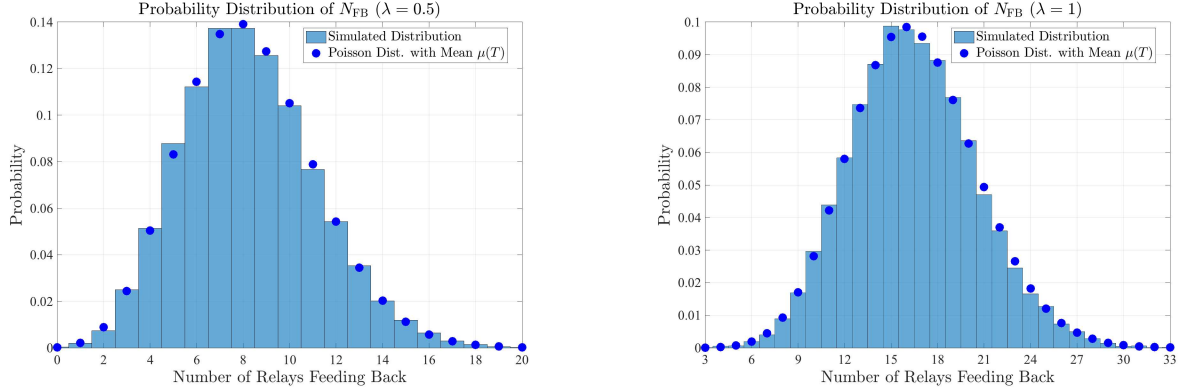 Probability Distribution of N_FB (λ = 0.5)
Simulated Distribution
Poisson Dist. with Mean μ(T)
0.14
0.12
0.1
0.08
0.06
0.04
0.02
0
Probability
0 2 4 6 8 10 12 14 16 18 20
Number of Relays Feeding Back
Probability Distribution of N_FB (λ = 1)
Simulated Distribution
Poisson Dist. with Mean μ(T)
0.1
0.09
0.08
0.07
0.06
0.05
0.04
0.03
0.02
0.01
0
Probability
3 6 9 12 15 18 21 24 27 30 33
Number of Relays Feeding Back